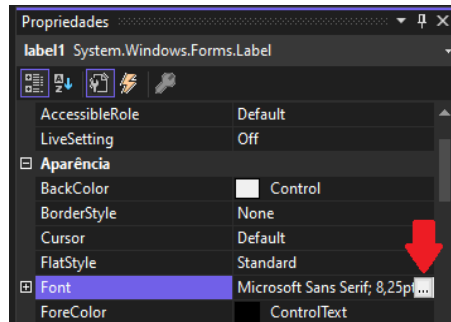 Propriedades
label1 System.Windows.Forms.Label
AccessibleRole Default
LiveSetting Off
Aparência
BackColor Control
BorderStyle None
Cursor Default
FlatStyle Standard
Font Microsoft Sans Serif; 8,25pt ...
ForeColor ControlText